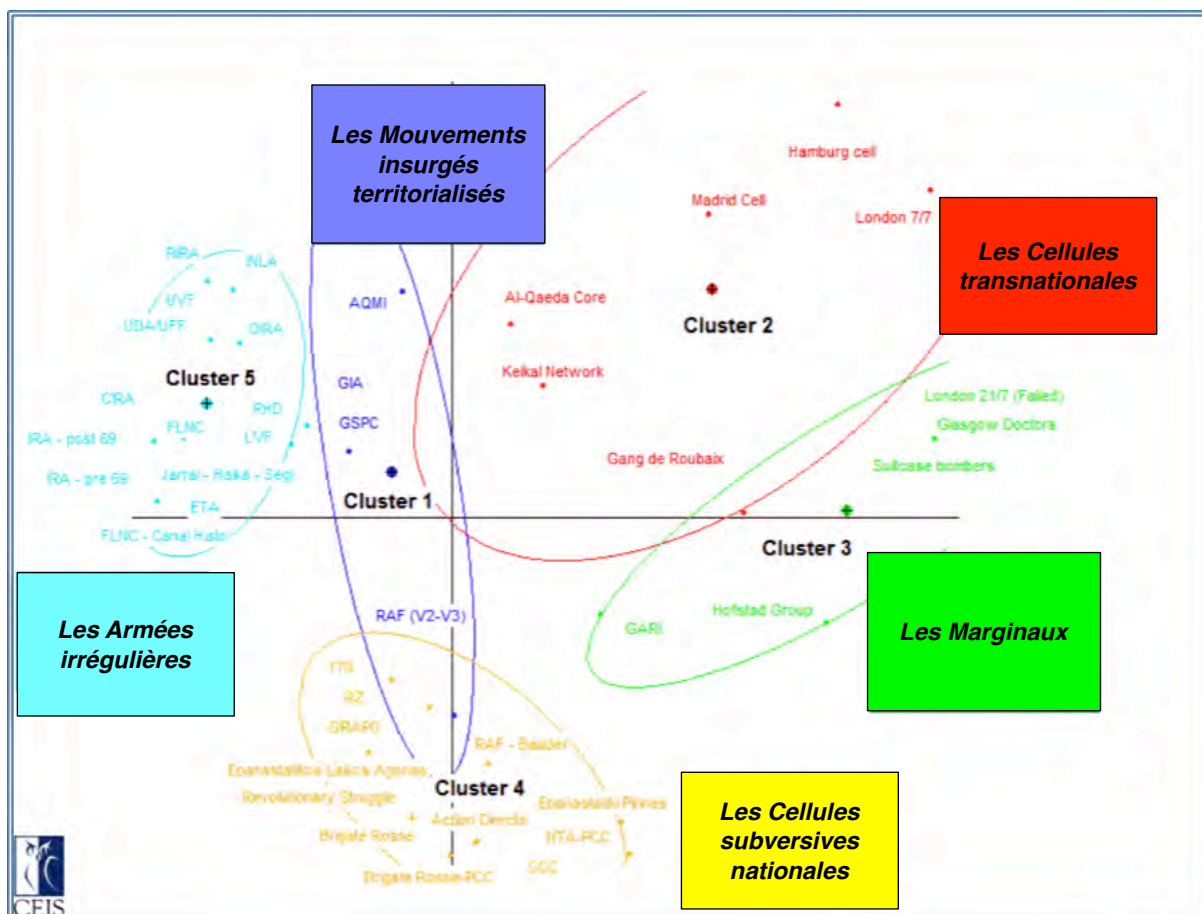 Les Mouvements
insurgés
territorialisés
Hamburg cell
Madrid Cell
London 7/7
Les Cellules
transnationales
RIRA
INLA
UVF
AQMI
Al-Qaeda Core
UDA/UFF
OIRA
Cluster 2
Cluster 5
Kelkal Network
GIA
CIRA
RHD
London 21/7 (Failed)
FLNC
GSPC
Glasgow Doctors
IRA - post 69
LVF
Gang de Roubaix
Suitcase bombers
IRA - pre 69
Jarrai - Haika - Segi
Cluster 1
ETA
FLNC - Canal Histo
Cluster 3
RAF (V2-V3)
Hofstad Group
GARI
Les Armées
irrégulières
Les Marginaux
RZ
GRAPO
RAF - Baader
Cluster 4
Revolutionary Struggle
Action Directe
Brigate Rosse
NTA-PCC
Brigate Rosse-PCC
Les Cellules
subversives
nationales
CEIS